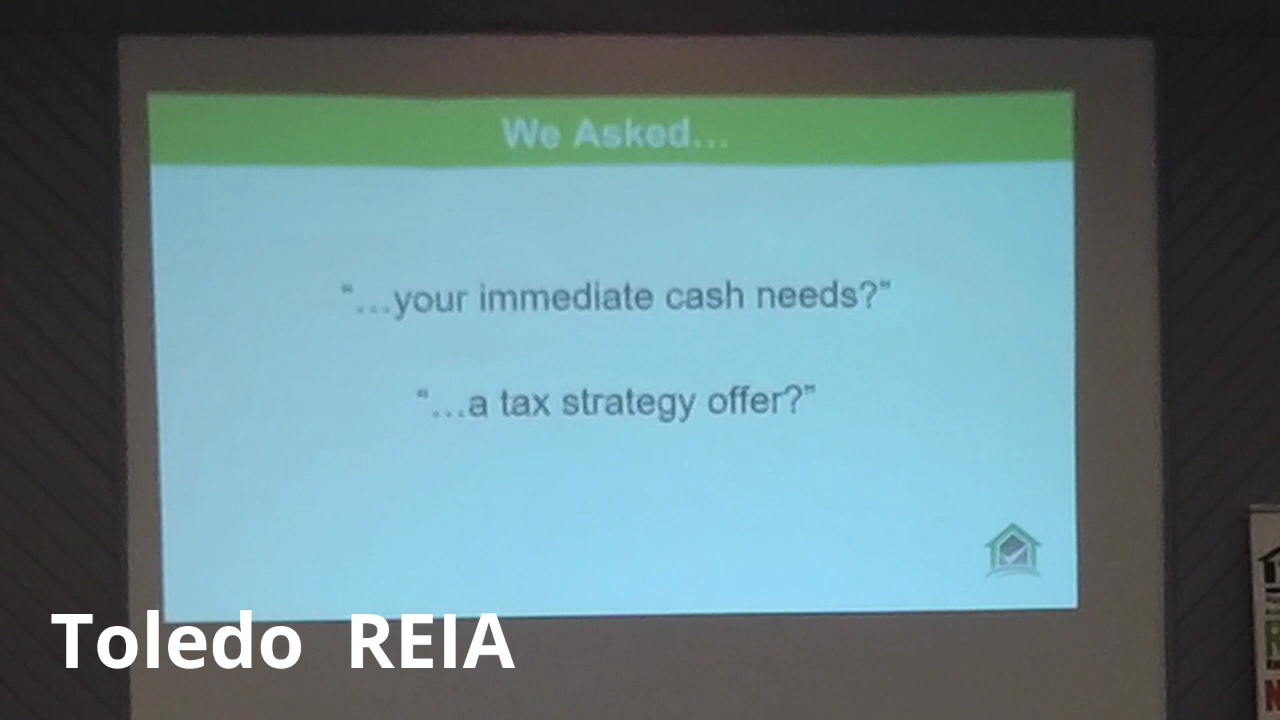 We Asked...
"...your immediate cash needs?"
"...a tax strategy offer?"
Toledo REIA